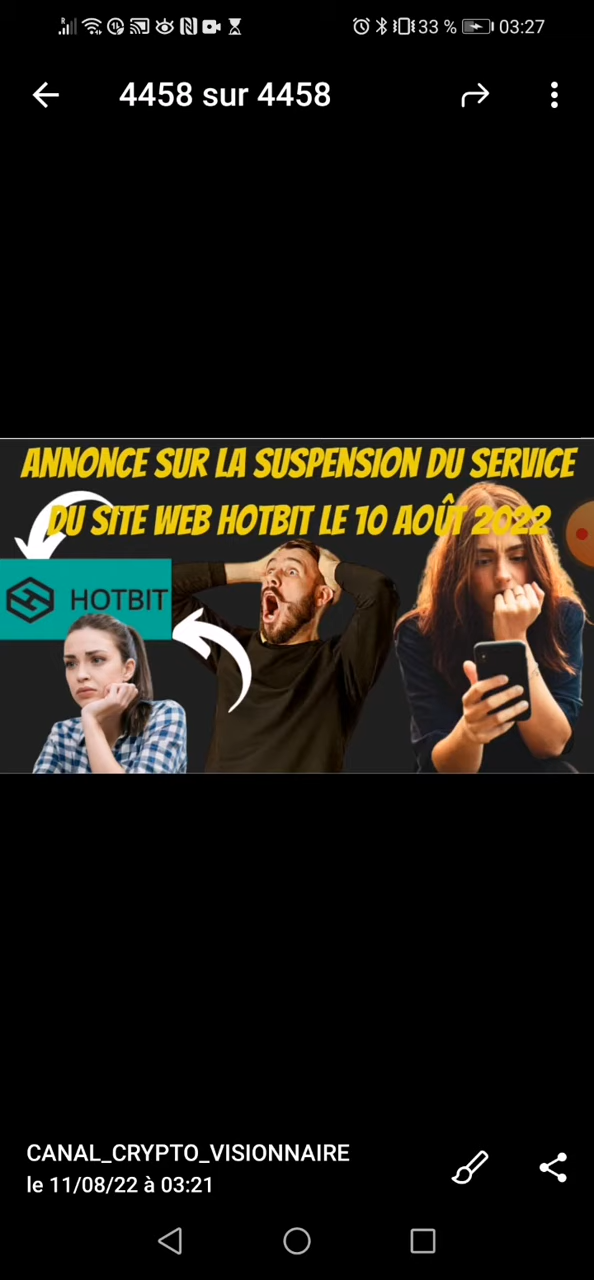 33 %
03:27
4458 sur 4458
ANNONCE SUR LA SUSPENSION DU SERVICE
DU SITE WEB HOTBIT LE 10 AOÛT 2022
HOTBIT
CANAL_CRYPTO_VISIONNAIRE
le 11/08/22 à 03:21